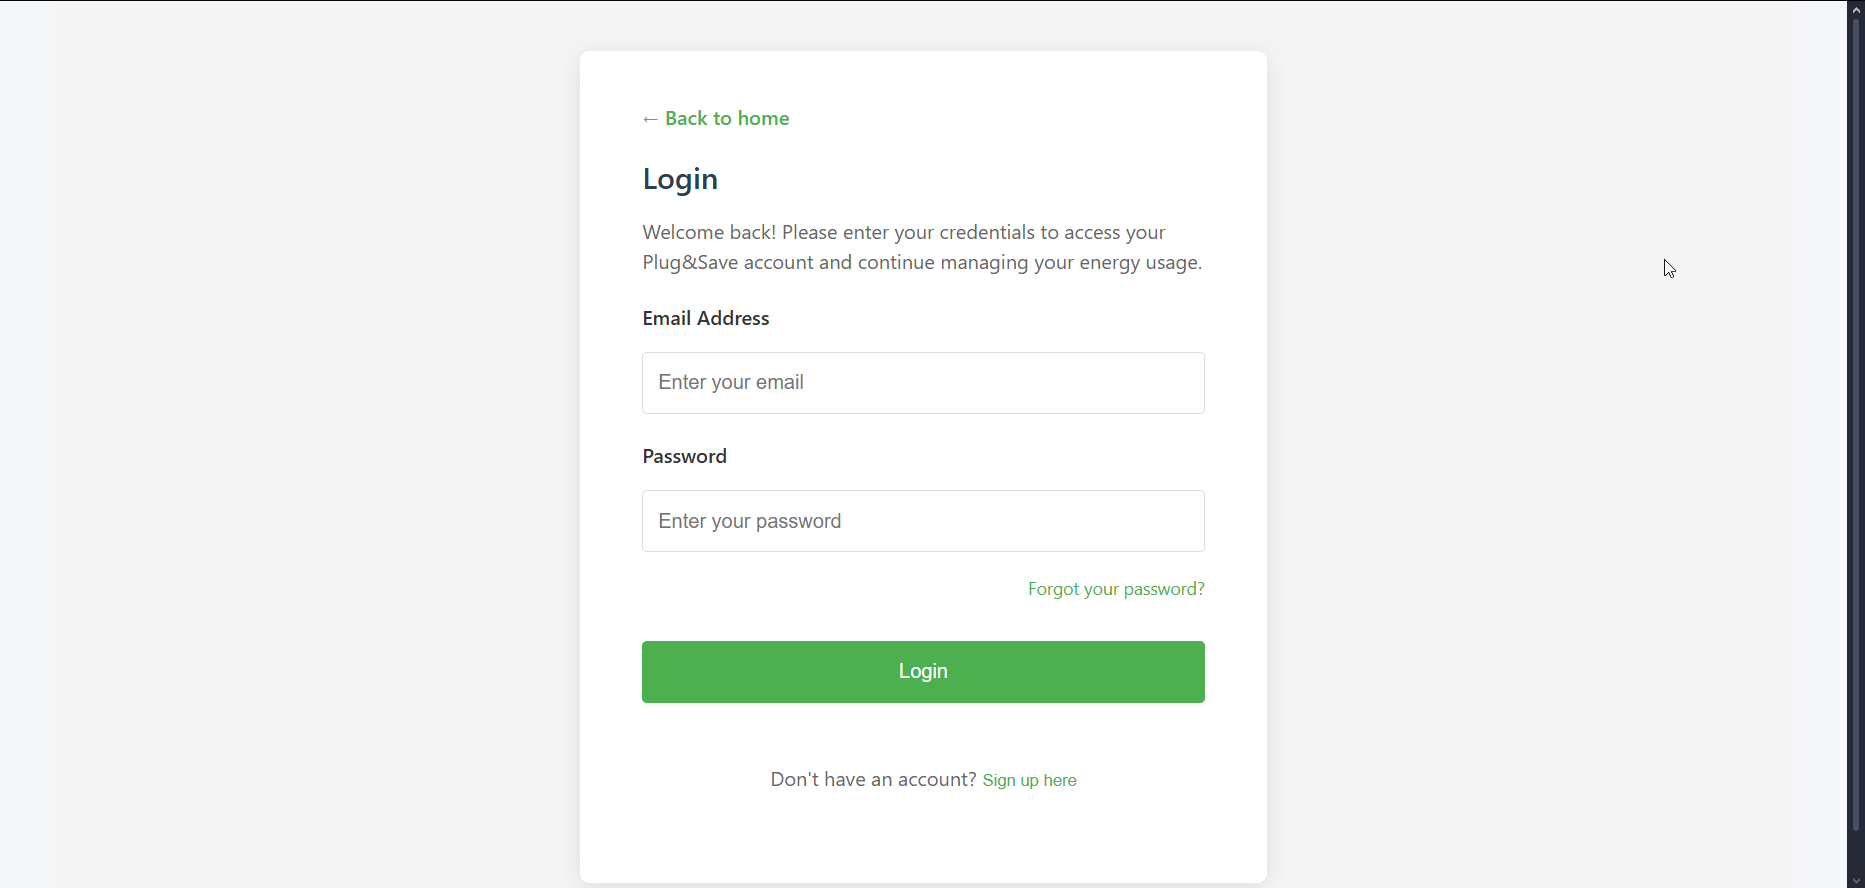 ← Back to home
Login
Welcome back! Please enter your credentials to access your
Plug&Save account and continue managing your energy usage.
Email Address
Enter your email
Password
Enter your password
Forgot your password?
Login
Don't have an account? Sign up here